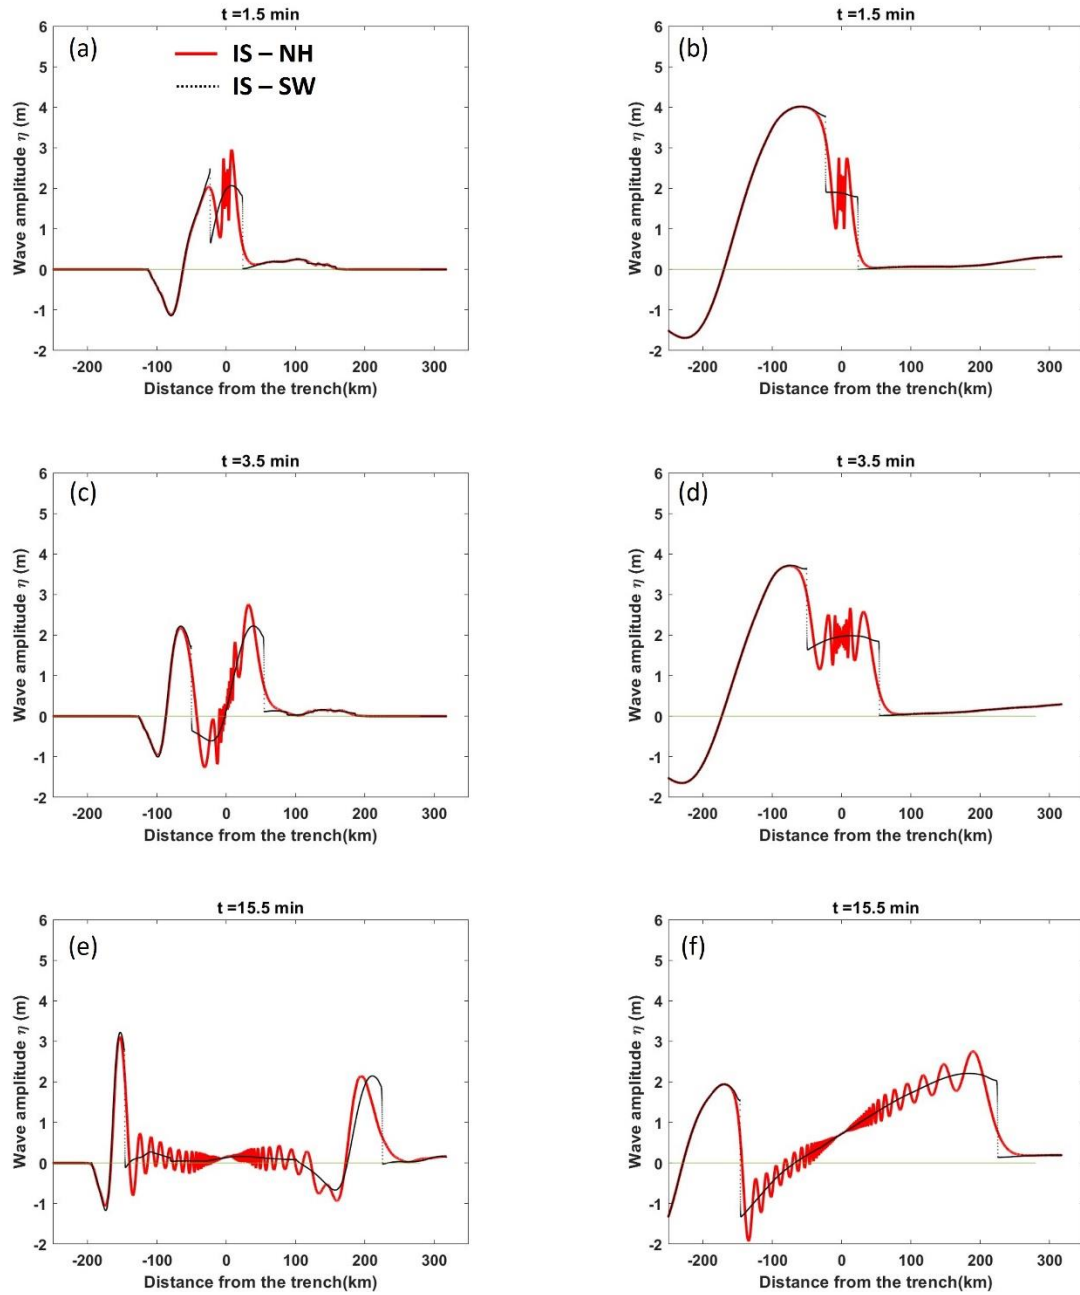 t =1.5 min
(a)
IS – NH
IS – SW
6
5
4
3
2
1
0
-1
-2
Wave amplitude η (m)
-200 -100 0 100 200 300
Distance from the trench(km)
t =1.5 min
(b)
6
5
4
3
2
1
0
-1
-2
Wave amplitude η (m)
-200 -100 0 100 200 300
Distance from the trench(km)
t =3.5 min
(c)
6
5
4
3
2
1
0
-1
-2
Wave amplitude η (m)
-200 -100 0 100 200 300
Distance from the trench(km)
t =3.5 min
(d)
6
5
4
3
2
1
0
-1
-2
Wave amplitude η (m)
-200 -100 0 100 200 300
Distance from the trench(km)
t =15.5 min
(e)
6
5
4
3
2
1
0
-1
-2
Wave amplitude η (m)
-200 -100 0 100 200 300
Distance from the trench(km)
t =15.5 min
(f)
6
5
4
3
2
1
0
-1
-2
Wave amplitude η (m)
-200 -100 0 100 200 300
Distance from the trench(km)